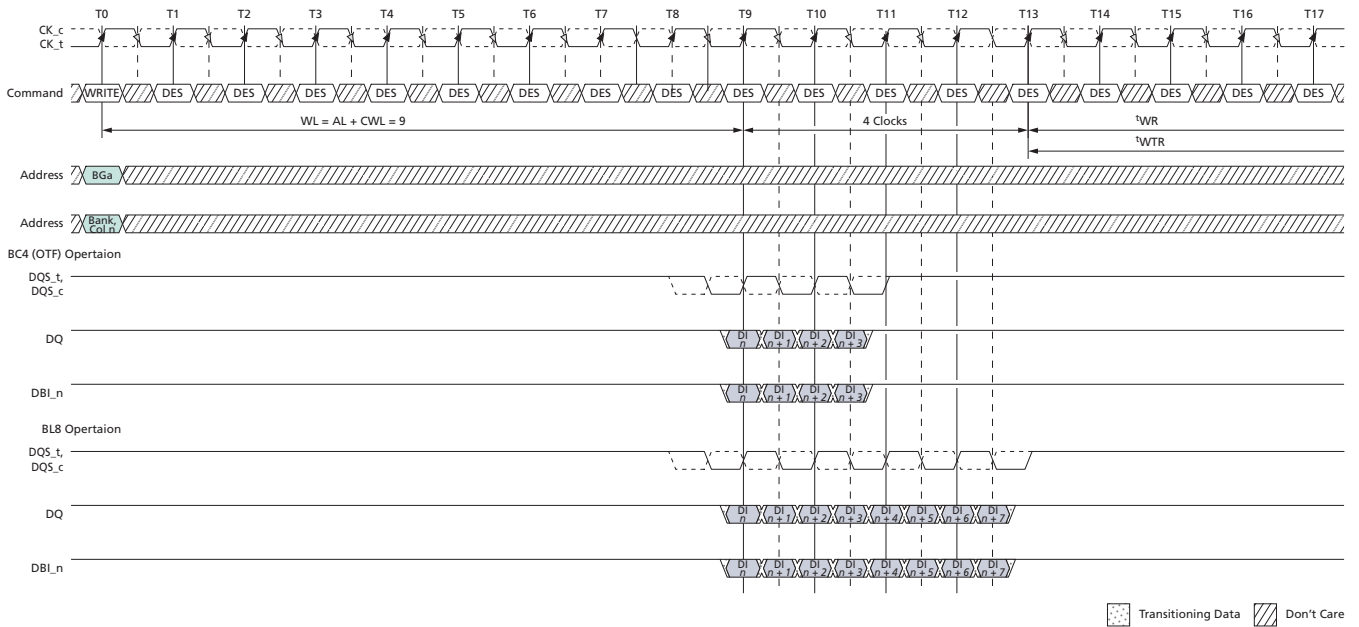 T0 T1 T2 T3 T4 T5 T6 T7 T8 T9 T10 T11 T12 T13 T14 T15 T16 T17
CK_c
CK_t
Command WRITE DES DES DES DES DES DES DES DES DES DES DES DES DES DES DES DES DES
WL = AL + CWL = 9 4 Clocks tWR
tWTR
Address BGa
Address Bank, Col n
BC4 (OTF) Opertaion
DQS_t,
DQS_c
DQ DI n DI n + 1 DI n + 2 DI n + 3
DBI_n DI n DI n + 1 DI n + 2 DI n + 3
BL8 Opertaion
DQS_t,
DQS_c
DQ DI n DI n + 1 DI n + 2 DI n + 3 DI n + 4 DI n + 5 DI n + 6 DI n + 7
DBI_n DI n DI n + 1 DI n + 2 DI n + 3 DI n + 4 DI n + 5 DI n + 6 DI n + 7
Transitioning Data Don't Care